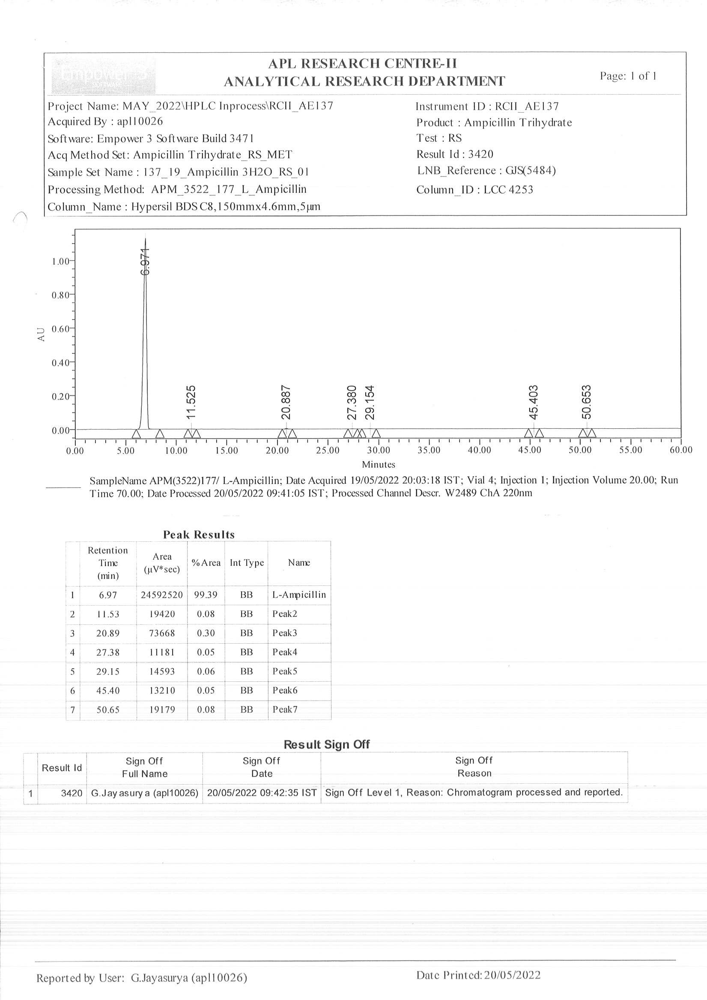 Empower 3
SOFTWARE
APL RESEARCH CENTRE-II
ANALYTICAL RESEARCH DEPARTMENT
Page: 1 of 1
Project Name: MAY_2022\HPLC Inprocess\RCII_AE137
Instrument ID : RCII_AE137
Acquired By : apl10026
Product : Ampicillin Trihydrate
Software: Empower 3 Software Build 3471
Test : RS
Acq Method Set: Ampicillin Trihydrate_RS_MET
Result Id : 3420
Sample Set Name : 137_19_Ampicillin 3H2O_RS_01
LNB_Reference : GJS(5484)
Processing Method: APM_3522_177_L_Ampicillin
Column_ID : LCC 4253
Column_Name : Hypersil BDS C8,150mmx4.6mm,5µm
AU
1.00
0.80
0.60
0.40
0.20
0.00
6.971
11.525
20.887
27.380
29.154
45.403
50.653
0.00 5.00 10.00 15.00 20.00 25.00 30.00 35.00 40.00 45.00 50.00 55.00 60.00
Minutes
SampleName APM(3522)177/ L-Ampicillin; Date Acquired 19/05/2022 20:03:18 IST; Vial 4; Injection 1; Injection Volume 20.00; Run
Time 70.00; Date Processed 20/05/2022 09:41:05 IST; Processed Channel Descr. W2489 ChA 220nm
Peak Results
Retention Time (min) Area (µV*sec) % Area Int Type Name
1 6.97 24592520 99.39 BB L-Ampicillin
2 11.53 19420 0.08 BB Peak2
3 20.89 73668 0.30 BB Peak3
4 27.38 11181 0.05 BB Peak4
5 29.15 14593 0.06 BB Peak5
6 45.40 13210 0.05 BB Peak6
7 50.65 19179 0.08 BB Peak7
Result Sign Off
Result Id Sign Off Full Name Sign Off Date Sign Off Reason
1 3420 G.Jayasurya (apl10026) 20/05/2022 09:42:35 IST Sign Off Level 1, Reason: Chromatogram processed and reported.
Reported by User: G.Jayasurya (apl10026)
Date Printed: 20/05/2022